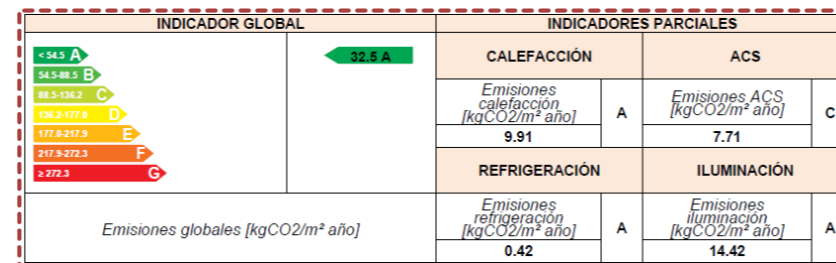 INDICADOR GLOBAL
INDICADORES PARCIALES
< 54.5 A
54.5-88.5 B
88.5-136.2 C
136.2-177.0 D
177.0-217.9 E
217.9-272.3 F
≥ 272.3 G
32.5 A
CALEFACCIÓN
ACS
Emisiones
calefacción
[kgCO2/m² año]
A
9.91
Emisiones ACS
[kgCO2/m² año]
C
7.71
REFRIGERACIÓN
ILUMINACIÓN
Emisiones globales [kgCO2/m² año]
Emisiones
refrigeración
[kgCO2/m² año]
A
0.42
Emisiones
iluminación
[kgCO2/m² año]
A
14.42